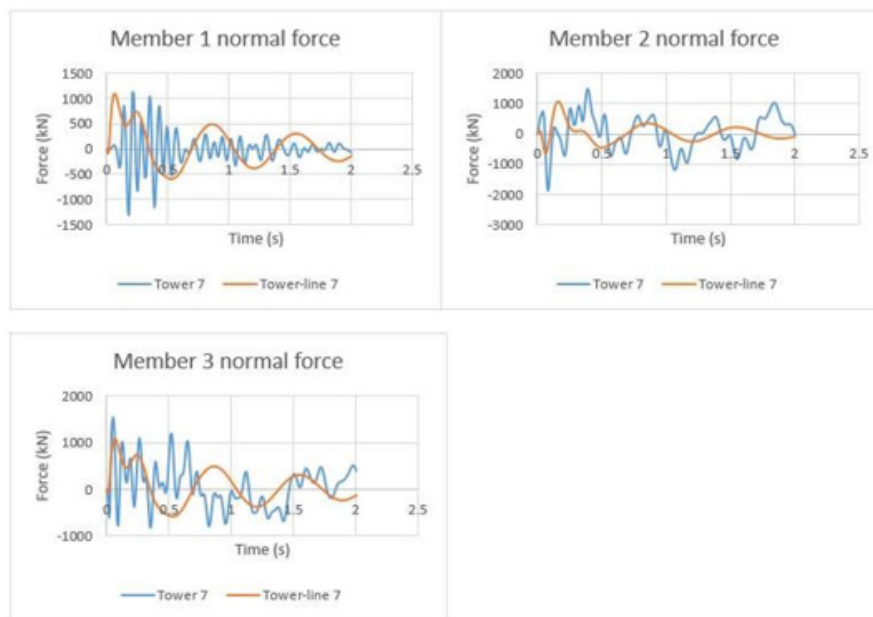 Member 1 normal force
1500
1000
500
0
-500
-1000
-1500
0 0.5 1 1.5 2 2.5
Force (kN)
Time (s)
Tower 7 Tower-line 7
Member 2 normal force
2000
1000
0
-1000
-2000
-3000
0 0.5 1 1.5 2 2.5
Force (kN)
Time (s)
Tower 7 Tower-line 7
Member 3 normal force
2000
1000
0
-1000
0 0.5 1 1.5 2 2.5
Force (kN)
Time (s)
Tower 7 Tower-line 7